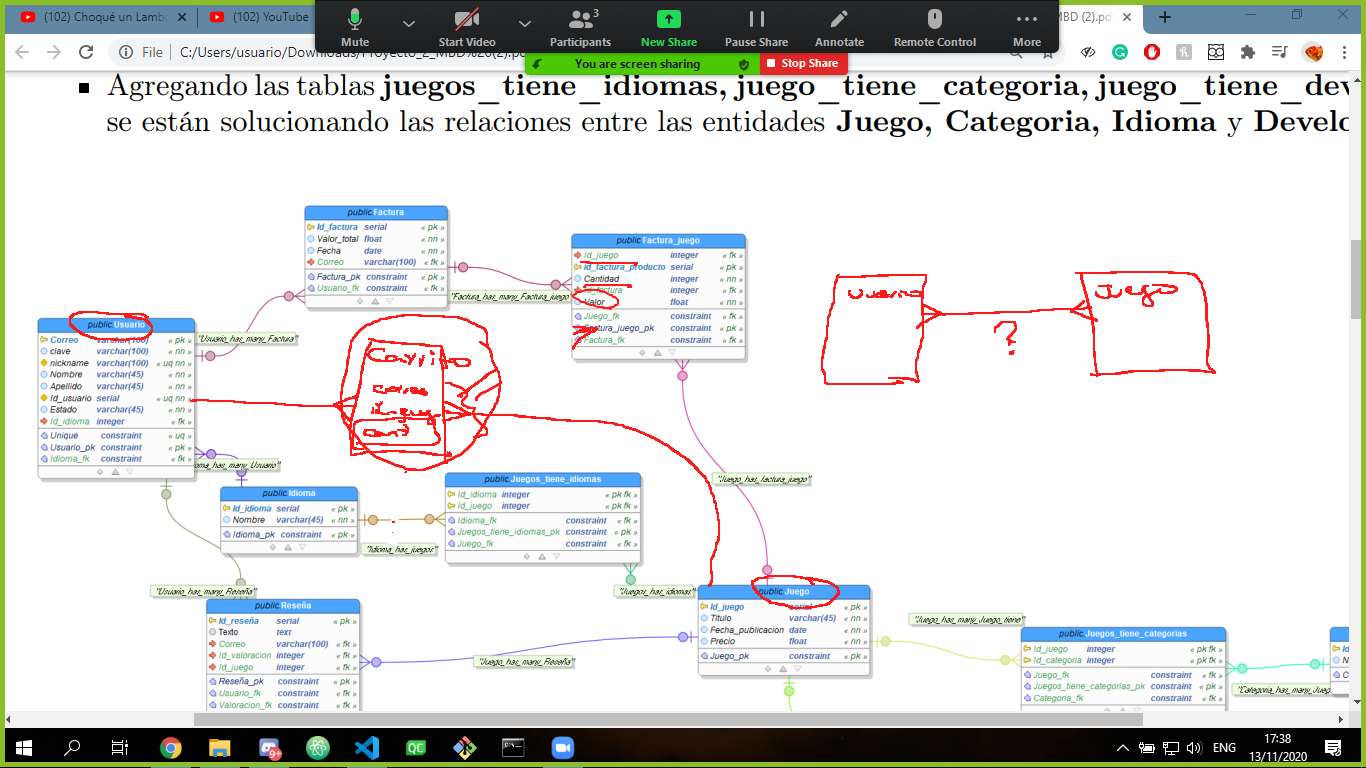 (102) Choqué un Lambo
(102) YouTube
MBD (2).pdf
Mute
Start Video
3
Participants
New Share
Pause Share
Annotate
Remote Control
More
File
C:/Users/usuario/Downloads/Proyecto_2_MBD%20(2).pdf
You are screen sharing
Stop Share
Agregando las tablas juegos_tiene_idiomas, juego_tiene_categoria, juego_tiene_dev
se están solucionando las relaciones entre las entidades Juego, Categoria, Idioma y Develo
public.Factura
Id_factura serial « pk »
Valor_total float « nn »
Fecha date « nn »
Correo varchar(100) « fk »
Factura_pk constraint « pk »
Usuario_fk constraint « fk »
public.Factura_juego
Id_juego integer « fk »
id_factura_producto serial « pk »
Cantidad integer « nn »
Id_factura integer « fk »
Valor float « nn »
Juego_fk constraint « fk »
Factura_juego_pk constraint « pk »
Factura_fk constraint « fk »
"Factura_has_many_Factura_juego"
"Usuario_has_many_Factura"
Usuario
Juego
?
public.Usuario
Correo varchar(100) « pk »
clave varchar(100) « nn »
nickname varchar(100) « uq nn »
Nombre varchar(45) « nn »
Apellido varchar(45) « nn »
Id_usuario serial « uq nn »
Estado varchar(45) « nn »
Id_idioma integer « fk »
Unique constraint « uq »
Usuario_pk constraint « pk »
Idioma_fk constraint « fk »
Carrito
correo
id_juego
cant
ioma_has_many_Usuario"
"Juego_has_factura_juego"
public.Idioma
Id_idioma serial « pk »
Nombre varchar(45) « nn »
Idioma_pk constraint « pk »
"Idioma_has_juegos"
public.Juegos_tiene_idiomas
Id_idioma integer « pk fk »
Id_juego integer « pk fk »
Idioma_fk constraint « fk »
Juegos_tiene_idiomas_pk constraint « pk »
Juego_fk constraint « fk »
"Usuario_has_many_Reseña"
"Juegos_has_idiomas"
public.Reseña
Id_reseña serial « pk »
Texto text
Correo varchar(100) « fk »
Id_valoracion integer « fk »
Id_juego integer « fk »
Reseña_pk constraint « pk »
Usuario_fk constraint « fk »
Valoracion_fk constraint « fk »
"Juego_has_many_Reseña"
public.Juego
Id_juego serial « pk »
Titulo varchar(45) « nn »
Fecha_publicacion date « nn »
Precio float « nn »
Juego_pk constraint « pk »
"Juego_has_many_Juego_tiene"
public.Juegos_tiene_categorias
Id_juego integer « pk fk »
Id_categoria integer « pk fk »
Juego_fk constraint « fk »
Juegos_tiene_categorias_pk constraint « pk »
Categoria_fk constraint « fk »
"Categoria_has_many_Jueg
9+
QC
ENG
17:38
13/11/2020